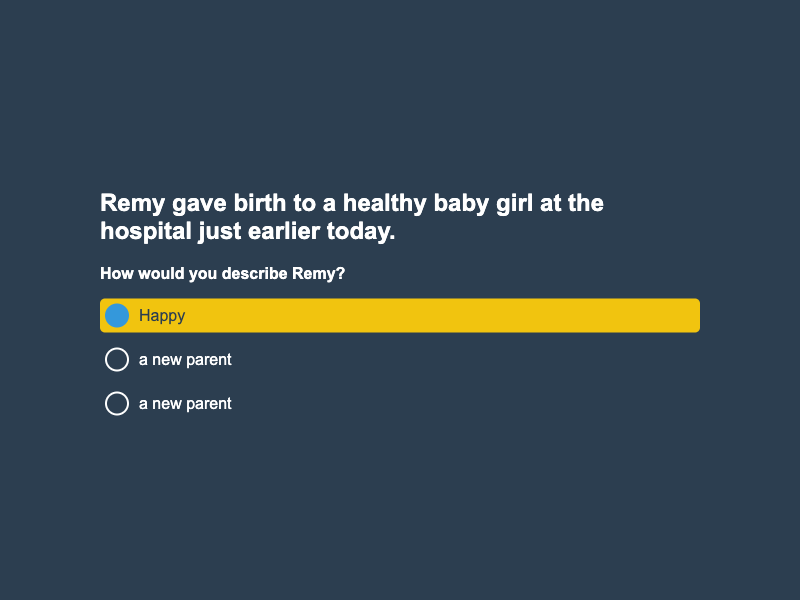 Remy gave birth to a healthy baby girl at the
hospital just earlier today.
How would you describe Remy?
Happy
a new parent
a new parent